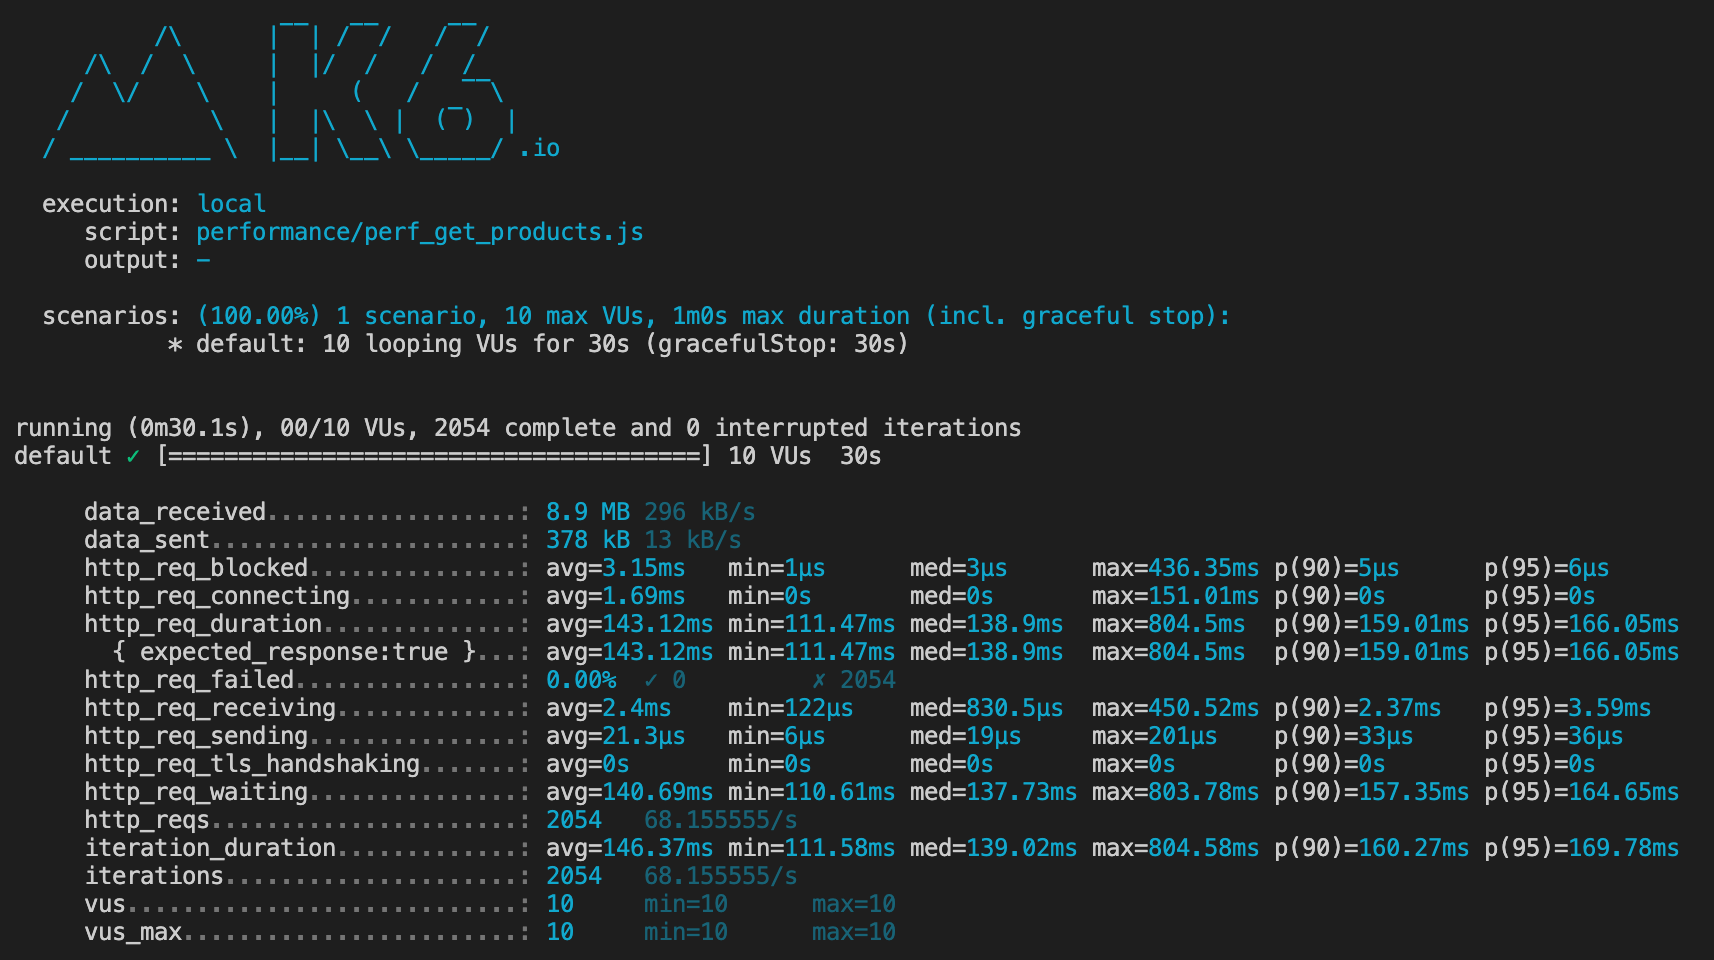 /\      |‾‾| /‾‾/   /‾‾/
     /\  /  \     |  |/  /   /  /
    /  \/    \    |     (   /   ‾‾\
   /          \   |  |\  \ |  (‾)  |
  / __________ \  |__| \__\ \_____/ .io
execution: local
script: performance/perf_get_products.js
output: -
scenarios: (100.00%) 1 scenario, 10 max VUs, 1m0s max duration (incl. graceful stop):
* default: 10 looping VUs for 30s (gracefulStop: 30s)
running (0m30.1s), 00/10 VUs, 2054 complete and 0 interrupted iterations
default ✓ [======================================] 10 VUs  30s
data_received..................: 8.9 MB 296 kB/s
data_sent......................: 378 kB 13 kB/s
http_req_blocked...............: avg=3.15ms   min=1µs      med=3µs      max=436.35ms p(90)=5µs      p(95)=6µs
http_req_connecting............: avg=1.69ms   min=0s       med=0s       max=151.01ms p(90)=0s       p(95)=0s
http_req_duration..............: avg=143.12ms min=111.47ms med=138.9ms  max=804.5ms  p(90)=159.01ms p(95)=166.05ms
{ expected_response:true }...: avg=143.12ms min=111.47ms med=138.9ms  max=804.5ms  p(90)=159.01ms p(95)=166.05ms
http_req_failed................: 0.00%  ✓ 0         ✗ 2054
http_req_receiving.............: avg=2.4ms    min=122µs    med=830.5µs  max=450.52ms p(90)=2.37ms   p(95)=3.59ms
http_req_sending...............: avg=21.3µs   min=6µs      med=19µs     max=201µs    p(90)=33µs     p(95)=36µs
http_req_tls_handshaking.......: avg=0s       min=0s       med=0s       max=0s       p(90)=0s       p(95)=0s
http_req_waiting...............: avg=140.69ms min=110.61ms med=137.73ms max=803.78ms p(90)=157.35ms p(95)=164.65ms
http_reqs......................: 2054   68.155555/s
iteration_duration.............: avg=146.37ms min=111.58ms med=139.02ms max=804.58ms p(90)=160.27ms p(95)=169.78ms
iterations.....................: 2054   68.155555/s
vus............................: 10     min=10      max=10
vus_max........................: 10     min=10      max=10